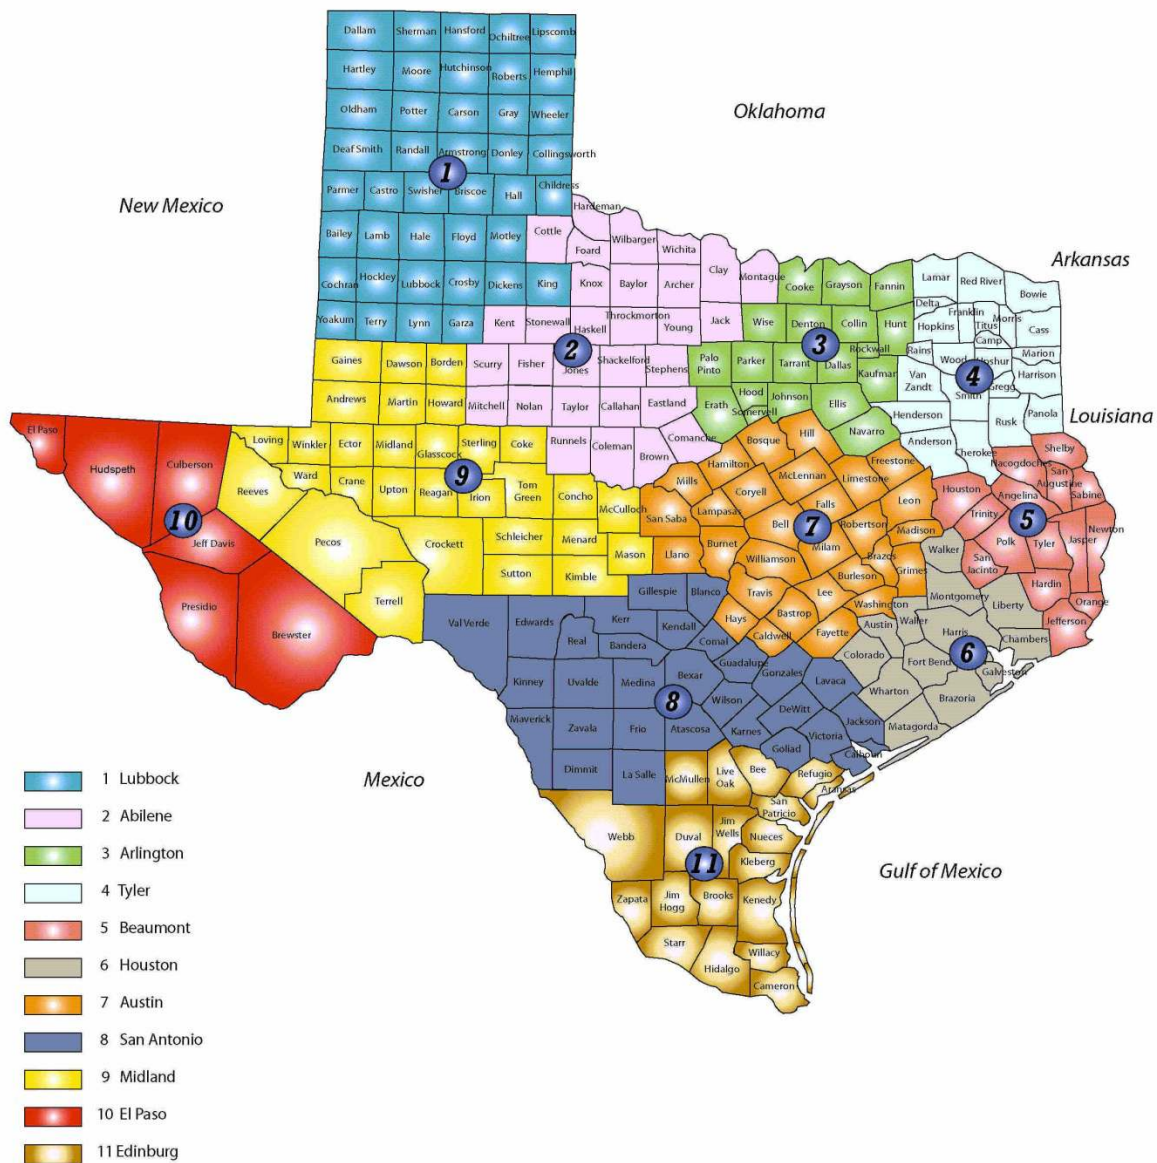 Dallam Sherman Hansford Ochiltree Lipscomb
Hartley Moore Hutchinson Roberts Hemphil
Oklahoma
Oldham Potter Carson Gray Wheeler
Deaf Smith Randall Armstrong Donley Collingsworth
1
New Mexico
Parmer Castro Swisher Briscoe Hall Childress
Hardeman
Bailey Lamb Hale Floyd Motley Cottle Foard Wilbarger Wichita
Clay Montague
Arkansas
Cochran Hockley Lubbock Crosby Dickens King Knox Baylor Archer
Cooke Grayson Fannin Lamar Red River Bowie
Yoakum Terry Lynn Garza Kent Stonewall Haskell Throckmorton Young Jack
Wise Denton Collin Hunt Delta Hopkins Franklin Titus Morris Cass
Camp
2
3
Rockwall Rains Wood Upshur Marion
Gaines Dawson Borden Scurry Fisher Jones Shackelford Stephens Palo Pinto Parker Tarrant Dallas Kaufman Van Zandt
4
Smith Gregg Harrison
Andrews Martin Howard Mitchell Nolan Taylor Callahan Eastland Erath Hood Somervell Johnson Ellis Henderson Rusk Panola
Louisiana
El Paso Hudspeth Culberson Loving Winkler Ector Midland Glasscock Sterling Coke Runnels Coleman Brown Comanche Bosque Hill Navarro Anderson Cherokee
Nacogdoches Shelby San Augustine Sabine
Reeves Ward Crane Upton Reagan Irion Tom Green Concho McCulloch
9
Mills Hamilton Coryell McLennan Limestone Freestone Leon Houston Angelina
10
Jeff Davis Pecos Crockett Schleicher Menard San Saba Lampasas Bell Falls
7
Robertson Madison Trinity
5
Polk Tyler Jasper Newton
Mason Llano Burnet Williamson Milam Brazos Grimes Walker San Jacinto Hardin
Presidio Brewster Terrell Sutton Kimble Travis Lee Burleson Washington Montgomery Liberty Orange Jefferson
Val Verde Edwards Kerr Gillespie Blanco Hays Bastrop Caldwell Fayette Austin Waller Harris Chambers
Real Bandera Kendall Comal Guadalupe Gonzales Colorado Fort Bend
6
Galveston
Kinney Uvalde Medina Bexar
8
Wilson DeWitt Lavaca Wharton Brazoria
Maverick Zavala Frio Atascosa Karnes Goliad Victoria Jackson Matagorda
Dimmit La Salle McMullen Live Oak Bee Refugio Calhoun
Aransas
San Patricio
Mexico
Webb Duval Jim Wells Nueces
11
Kleberg
Gulf of Mexico
Zapata Jim Hogg Brooks Kenedy
Starr Hidalgo Willacy
Cameron
1 Lubbock
2 Abilene
3 Arlington
4 Tyler
5 Beaumont
6 Houston
7 Austin
8 San Antonio
9 Midland
10 El Paso
11 Edinburg